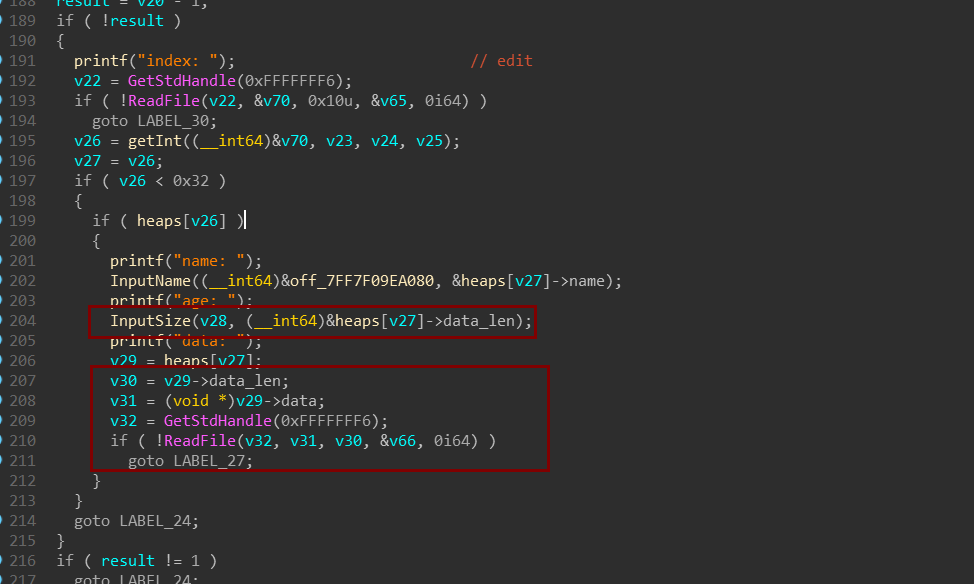 188 result = v20 - 1;
189 if ( !result )
190 {
191 printf("index: "); // edit
192 v22 = GetStdHandle(0xFFFFFFF6);
193 if ( !ReadFile(v22, &v70, 0x10u, &v65, 0i64) )
194 goto LABEL_30;
195 v26 = getInt((__int64)&v70, v23, v24, v25);
196 v27 = v26;
197 if ( v26 < 0x32 )
198 {
199 if ( heaps[v26] )
200 {
201 printf("name: ");
202 InputName((__int64)&off_7FF7F09EA080, &heaps[v27]->name);
203 printf("age: ");
204 InputSize(v28, (__int64)&heaps[v27]->data_len);
205 printf("data: ");
206 v29 = heaps[v27];
207 v30 = v29->data_len;
208 v31 = (void *)v29->data;
209 v32 = GetStdHandle(0xFFFFFFF6);
210 if ( !ReadFile(v32, v31, v30, &v66, 0i64) )
211 goto LABEL_27;
212 }
213 }
214 goto LABEL_24;
215 }
216 if ( result != 1 )
217 goto LABEL_24;